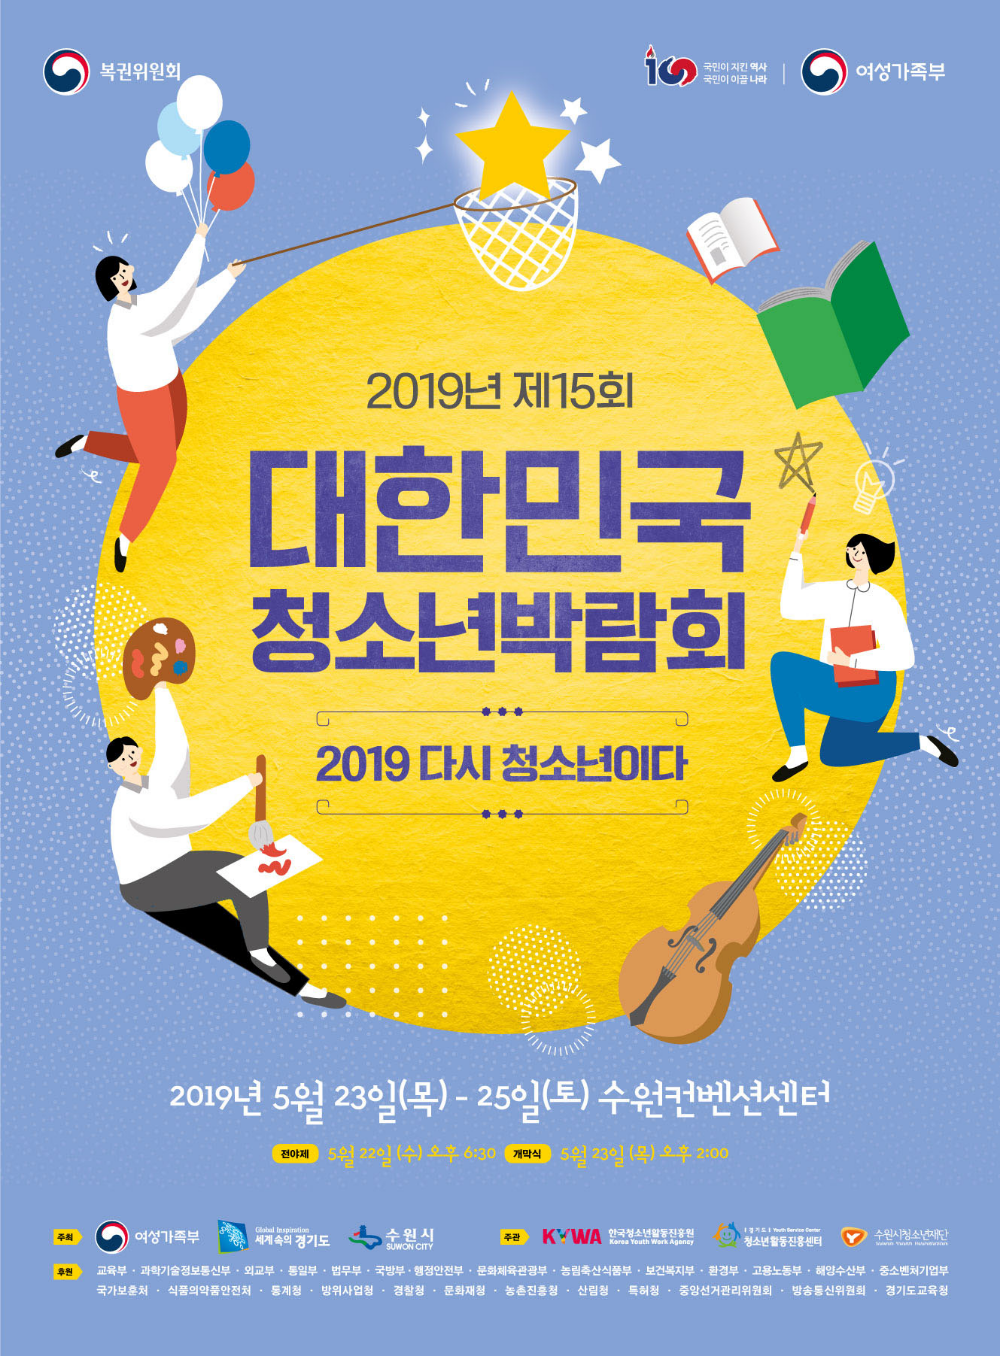 복권위원회
100 국민이 지킨 역사
국민이 이끌 나라
여성가족부
2019년 제15회
대한민국
청소년박람회
2019 다시 청소년이다
2019년 5월 23일(목) - 25일(토) 수원컨벤션센터
전야제 5월 22일 (수) 오후 6:30 개막식 5월 23일 (목) 오후 2:00
주최 여성가족부 Global Inspiration 세계속의 경기도 수원시 SUWON CITY
주관 KYWA 한국청소년활동진흥원 Korea Youth Work Agency 경기도 Youth Service Center 청소년활동진흥센터 수원시청소년재단
후원 교육부 · 과학기술정보통신부 · 외교부 · 통일부 · 법무부 · 국방부 · 행정안전부 · 문화체육관광부 · 농림축산식품부 · 보건복지부 · 환경부 · 고용노동부 · 해양수산부 · 중소벤처기업부
국가보훈처 · 식품의약품안전처 · 통계청 · 방위사업청 · 경찰청 · 문화재청 · 농촌진흥청 · 산림청 · 특허청 · 중앙선거관리위원회 · 방송통신위원회 · 경기도교육청